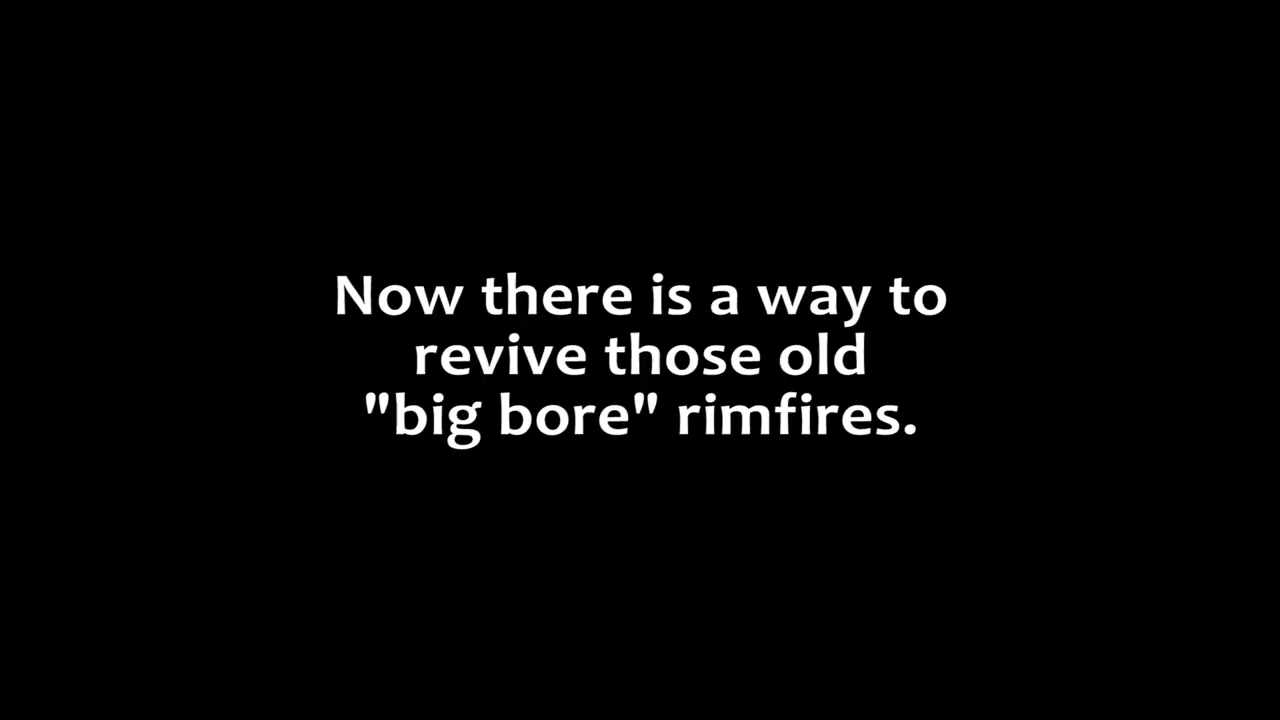 Now there is a way to
revive those old
"big bore" rimfires.